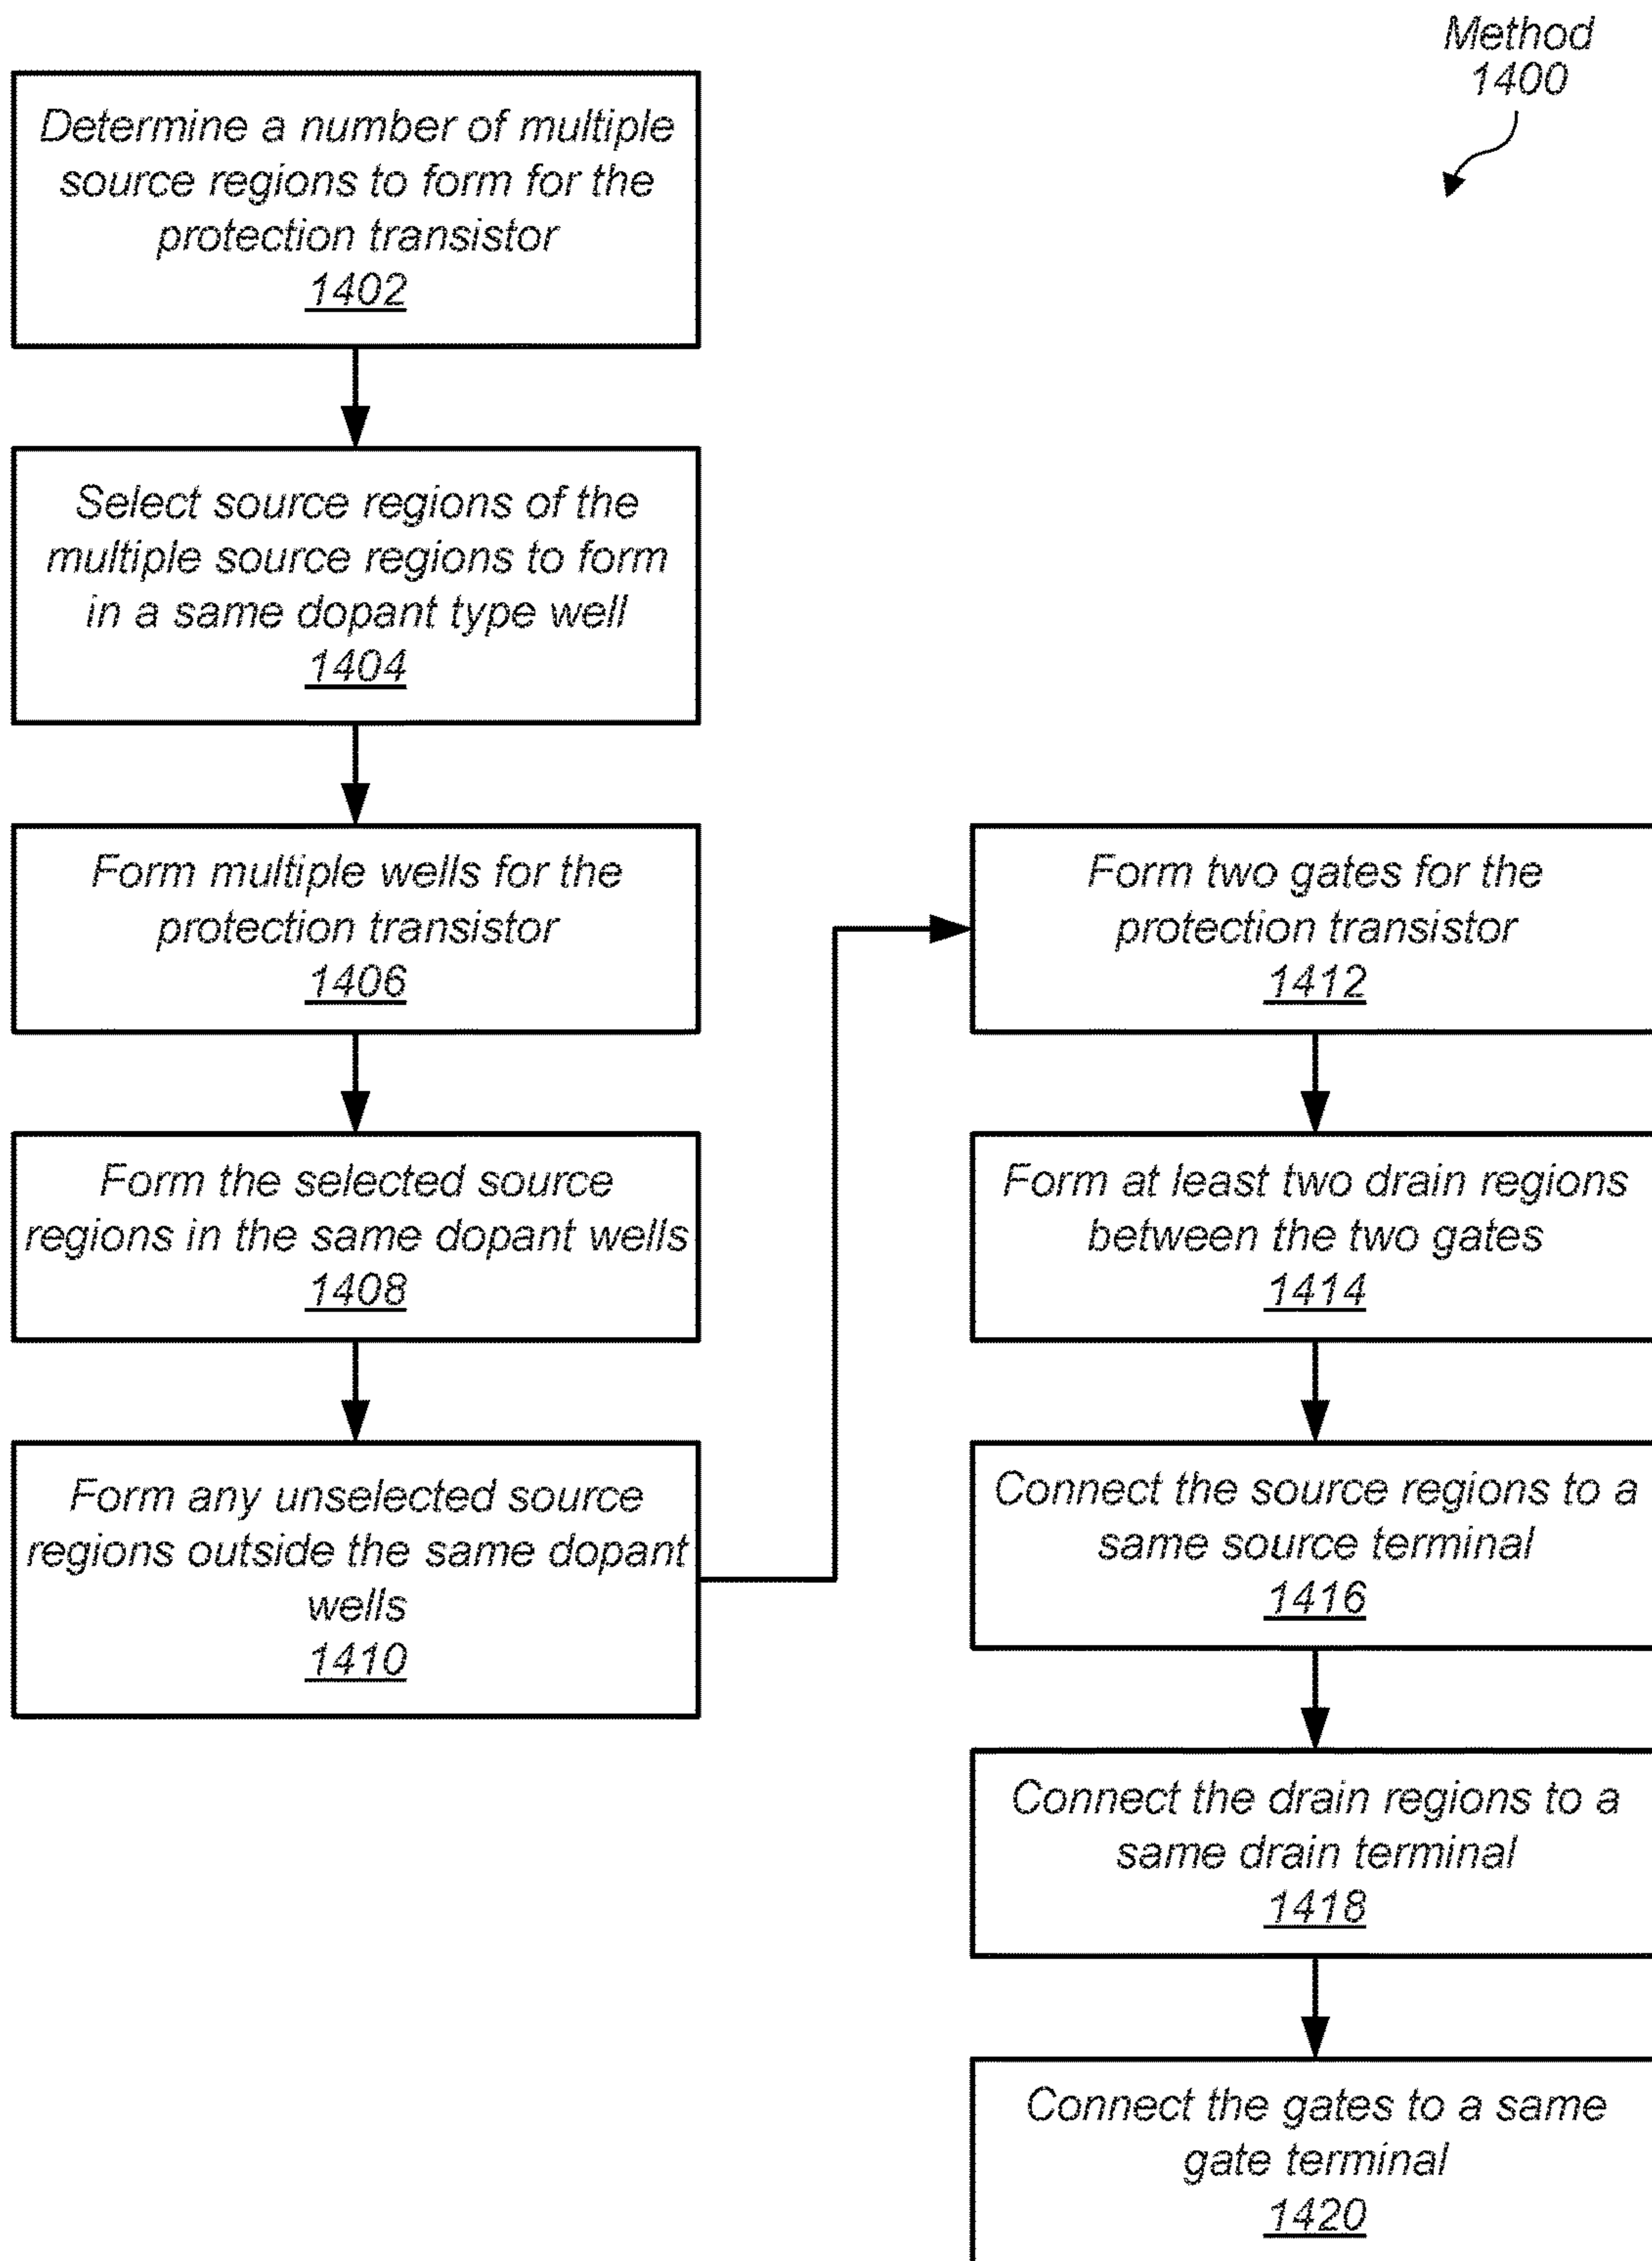 Method
1400
Determine a number of multiple
source regions to form for the
protection transistor
1402
Select source regions of the
multiple source regions to form
in a same dopant type well
1404
Form multiple wells for the
protection transistor
1406
Form the selected source
regions in the same dopant wells
1408
Form any unselected source
regions outside the same dopant
wells
1410
Form two gates for the
protection transistor
1412
Form at least two drain regions
between the two gates
1414
Connect the source regions to a
same source terminal
1416
Connect the drain regions to a
same drain terminal
1418
Connect the gates to a same
gate terminal
1420